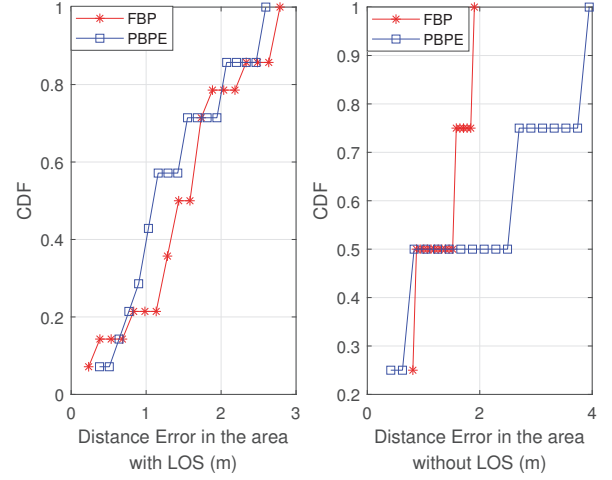 FBP
PBPE
CDF
1
0.8
0.6
0.4
0.2
0
0 1 2 3
Distance Error in the area
with LOS (m)
FBP
PBPE
CDF
1
0.9
0.8
0.7
0.6
0.5
0.4
0.3
0.2
0 2 4
Distance Error in the area
without LOS (m)